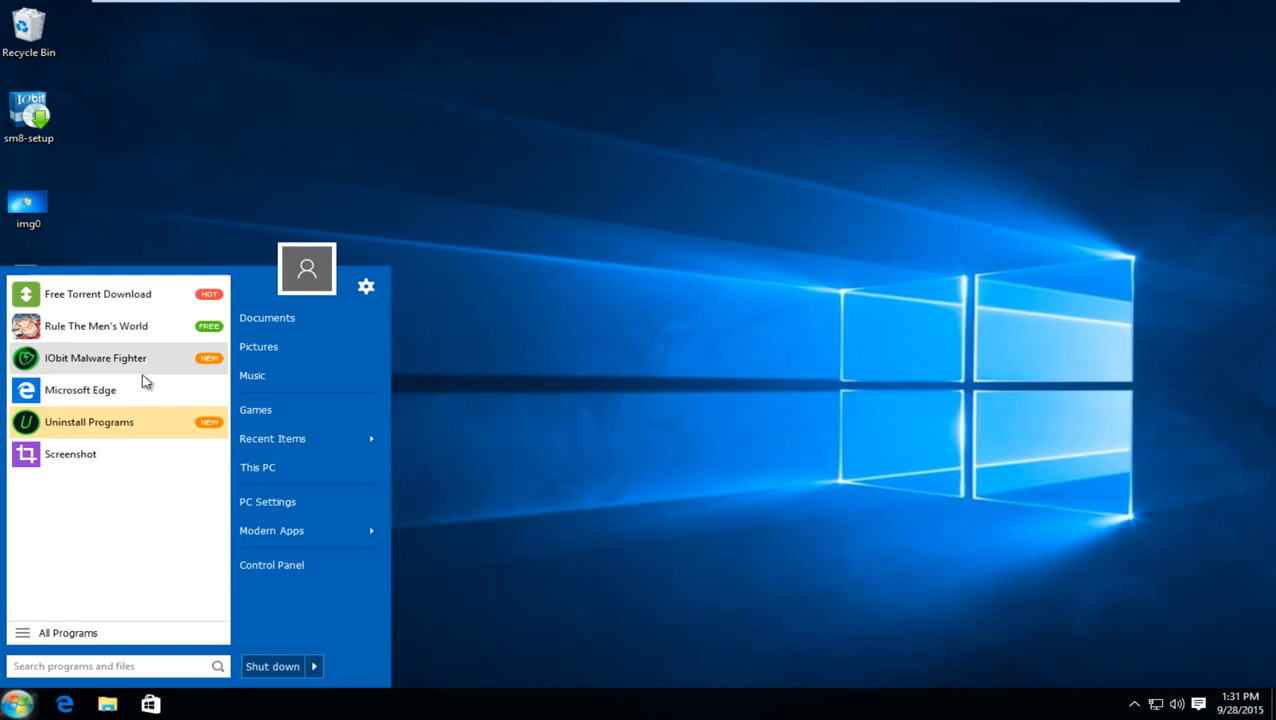 Recycle Bin
IObit
sm8-setup
img0
Free Torrent Download HOT
Rule The Men's World FREE
IObit Malware Fighter NEW
Microsoft Edge
Uninstall Programs NEW
Screenshot
All Programs
Search programs and files
Documents
Pictures
Music
Games
Recent Items
This PC
PC Settings
Modern Apps
Control Panel
Shut down
1:31 PM
9/28/2015